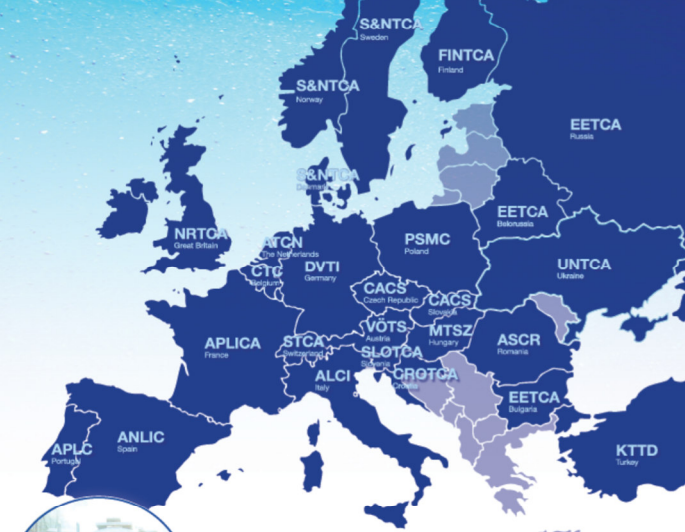 S&NTCA
Sweden
FINTCA
Finland
S&NTCA
Norway
EETCA
Russia
S&NTCA
Denmark
EETCA
Belorussia
NRTCA
Great Britain
ATCN
The Netherlands
PSMC
Poland
CTC
Belgium
DVTI
Germany
UNTCA
Ukraine
CACS
Czech Republic
CACS
Slovakia
VÖTS
Austria
MTSZ
Hungary
APLICA
France
STCA
Switzerland
ASCR
Romania
SLOTCA
Slovenia
ALCI
Italy
CROTCA
Croatia
EETCA
Bulgaria
ANLIC
Spain
APLC
Portugal
KTTD
Turkey